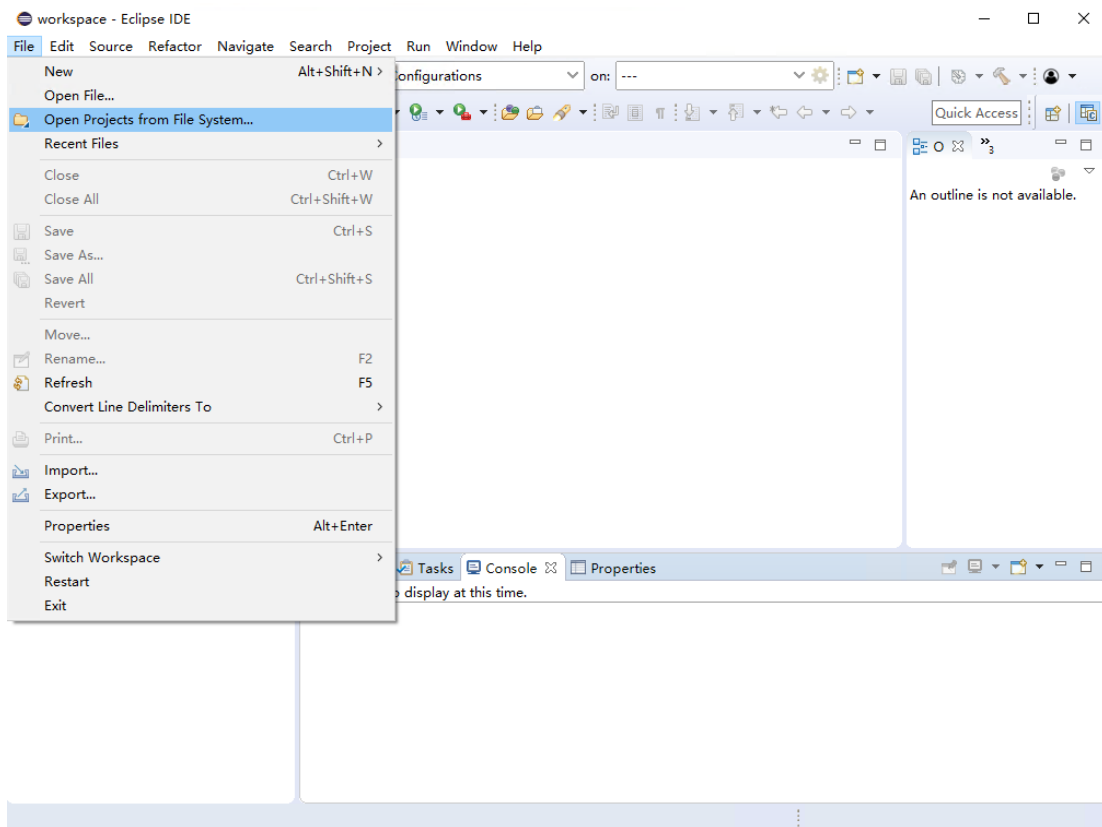 workspace - Eclipse IDE
File Edit Source Refactor Navigate Search Project Run Window Help
New Alt+Shift+N >
onfigurations on: ---
Open File...
Open Projects from File System...
Quick Access
Recent Files >
O 3
Close Ctrl+W
Close All Ctrl+Shift+W
An outline is not available.
Save Ctrl+S
Save As...
Save All Ctrl+Shift+S
Revert
Move...
Rename... F2
Refresh F5
Convert Line Delimiters To >
Print... Ctrl+P
Import...
Export...
Properties Alt+Enter
Switch Workspace >
Tasks Console Properties
Restart
display at this time.
Exit